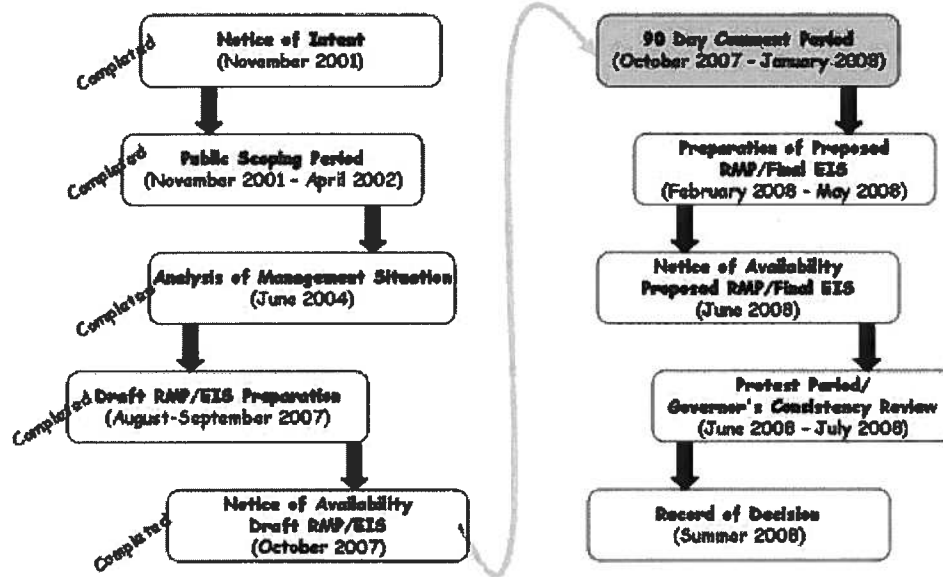 Completed
Notice of Intent
(November 2001)
Completed
Public Scoping Period
(November 2001 - April 2002)
Completed
Analysis of Management Situation
(June 2004)
Completed
Draft RMP/EIS Preparation
(August-September 2007)
Completed
Notice of Availability
Draft RMP/EIS
(October 2007)
90 Day Comment Period
(October 2007 - January 2008)
Preparation of Proposed
RMP/Final EIS
(February 2008 - May 2008)
Notice of Availability
Proposed RMP/Final EIS
(June 2008)
Protest Period/
Governor's Consistency Review
(June 2008 - July 2008)
Record of Decision
(Summer 2008)